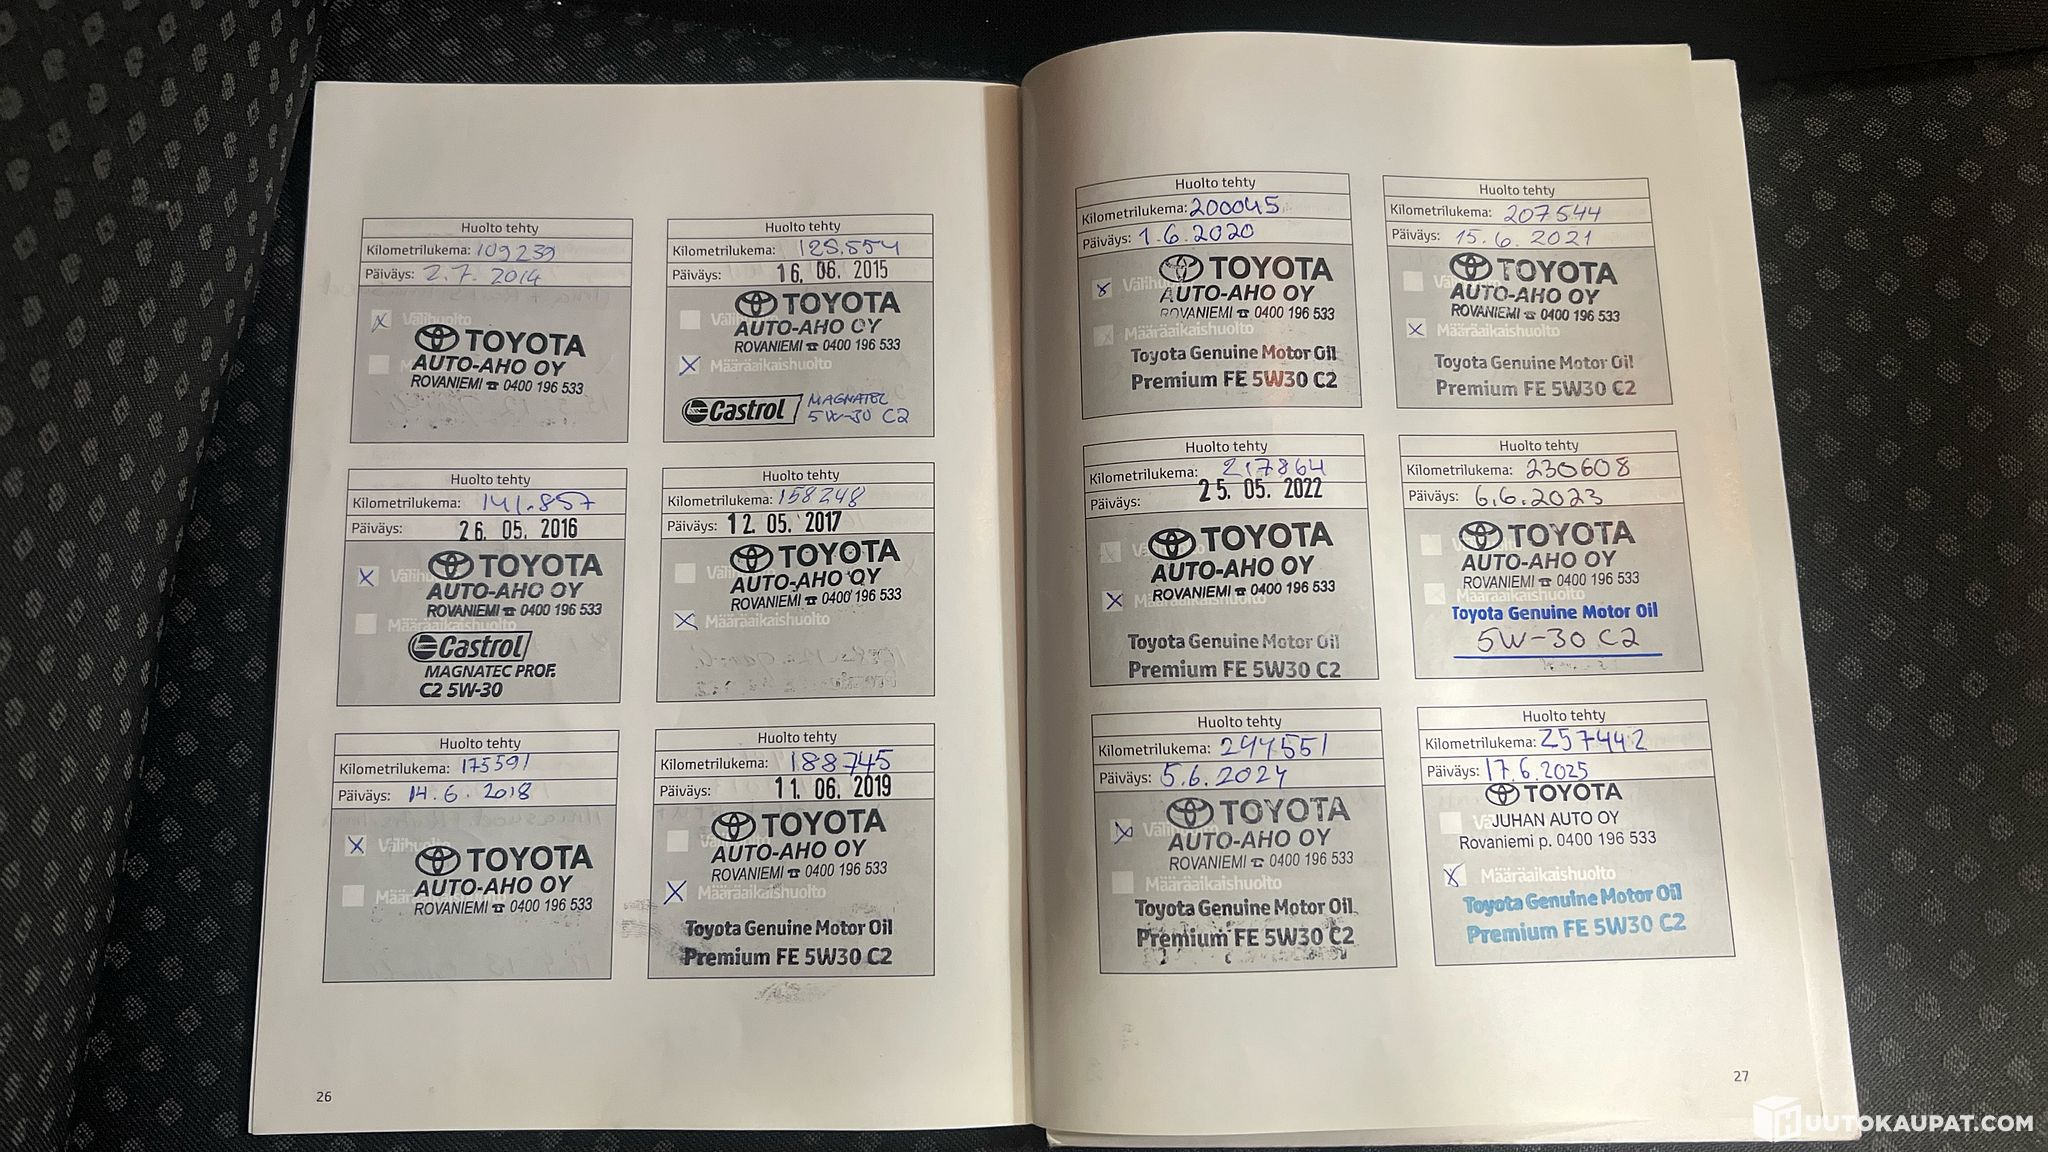 Huolto tehty
Kilometrilukema: 109239
Päiväys: 2.7. 2014
Välihuolto
TOYOTA
AUTO-AHO OY
ROVANIEMI ☎ 0400 196 533
Huolto tehty
Kilometrilukema: 125.554
Päiväys: 16. 06. 2015
TOYOTA
AUTO-AHO OY
ROVANIEMI ☎ 0400 196 533
Määräaikaishuolto
Castrol MAGNATEC
5W-30 C2
Huolto tehty
Kilometrilukema: 141.857
Päiväys: 26. 05. 2016
TOYOTA
AUTO-AHO OY
ROVANIEMI ☎ 0400 196 533
Määräaikaishuolto
Castrol
MAGNATEC PROF.
C2 5W-30
Huolto tehty
Kilometrilukema: 158248
Päiväys: 12. 05. 2017
TOYOTA
AUTO-AHO OY
ROVANIEMI ☎ 0400 196 533
Määräaikaishuolto
Huolto tehty
Kilometrilukema: 175591
Päiväys: 14.6. 2018
Välihuolto
TOYOTA
AUTO-AHO OY
ROVANIEMI ☎ 0400 196 533
Huolto tehty
Kilometrilukema: 188745
Päiväys: 11. 06. 2019
TOYOTA
AUTO-AHO OY
ROVANIEMI ☎ 0400 196 533
Määräaikaishuolto
Toyota Genuine Motor Oil
Premium FE 5W30 C2
26
Huolto tehty
Kilometrilukema: 200045
Päiväys: 1.6.2020
Välihuolto
TOYOTA
AUTO-AHO OY
ROVANIEMI ☎ 0400 196 533
Määräaikaishuolto
Toyota Genuine Motor Oil
Premium FE 5W30 C2
Huolto tehty
Kilometrilukema: 207544
Päiväys: 15.6. 2021
TOYOTA
AUTO-AHO OY
ROVANIEMI ☎ 0400 196 533
Määräaikaishuolto
Toyota Genuine Motor Oil
Premium FE 5W30 C2
Huolto tehty
Kilometrilukema: 217864
Päiväys: 25. 05. 2022
Välihuolto
TOYOTA
AUTO-AHO OY
ROVANIEMI ☎ 0400 196 533
Määräaikaishuolto
Toyota Genuine Motor Oil
Premium FE 5W30 C2
Huolto tehty
Kilometrilukema: 230608
Päiväys: 6.6.2023
TOYOTA
AUTO-AHO OY
ROVANIEMI ☎ 0400 196 533
Määräaikaishuolto
Toyota Genuine Motor Oil
5W-30 C2
Huolto tehty
Kilometrilukema: 244551
Päiväys: 5.6.2024
Välihuolto
TOYOTA
AUTO-AHO OY
ROVANIEMI ☎ 0400 196 533
Määräaikaishuolto
Toyota Genuine Motor Oil
Premium FE 5W30 C2
Huolto tehty
Kilometrilukema: 257442
Päiväys: 17.6.2025
TOYOTA
JUHAN AUTO OY
Rovaniemi p. 0400 196 533
Määräaikaishuolto
Toyota Genuine Motor Oil
Premium FE 5W30 C2
27
HUUTOKAUPAT.COM